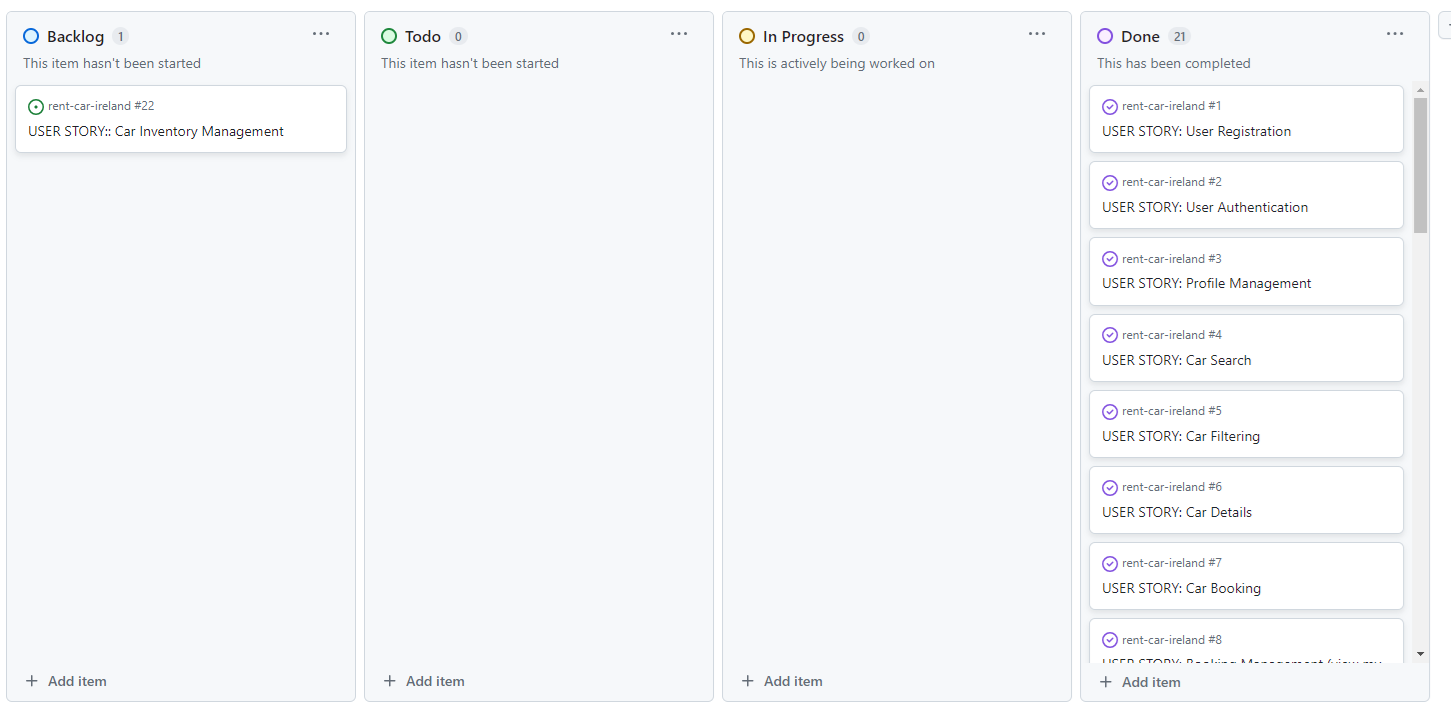 Backlog 1
This item hasn't been started
rent-car-ireland #22
USER STORY:: Car Inventory Management
Add item
Todo 0
This item hasn't been started
Add item
In Progress 0
This is actively being worked on
Add item
Done 21
This has been completed
rent-car-ireland #1
USER STORY: User Registration
rent-car-ireland #2
USER STORY: User Authentication
rent-car-ireland #3
USER STORY: Profile Management
rent-car-ireland #4
USER STORY: Car Search
rent-car-ireland #5
USER STORY: Car Filtering
rent-car-ireland #6
USER STORY: Car Details
rent-car-ireland #7
USER STORY: Car Booking
rent-car-ireland #8
USER STORY: Booking Management (view my
Add item